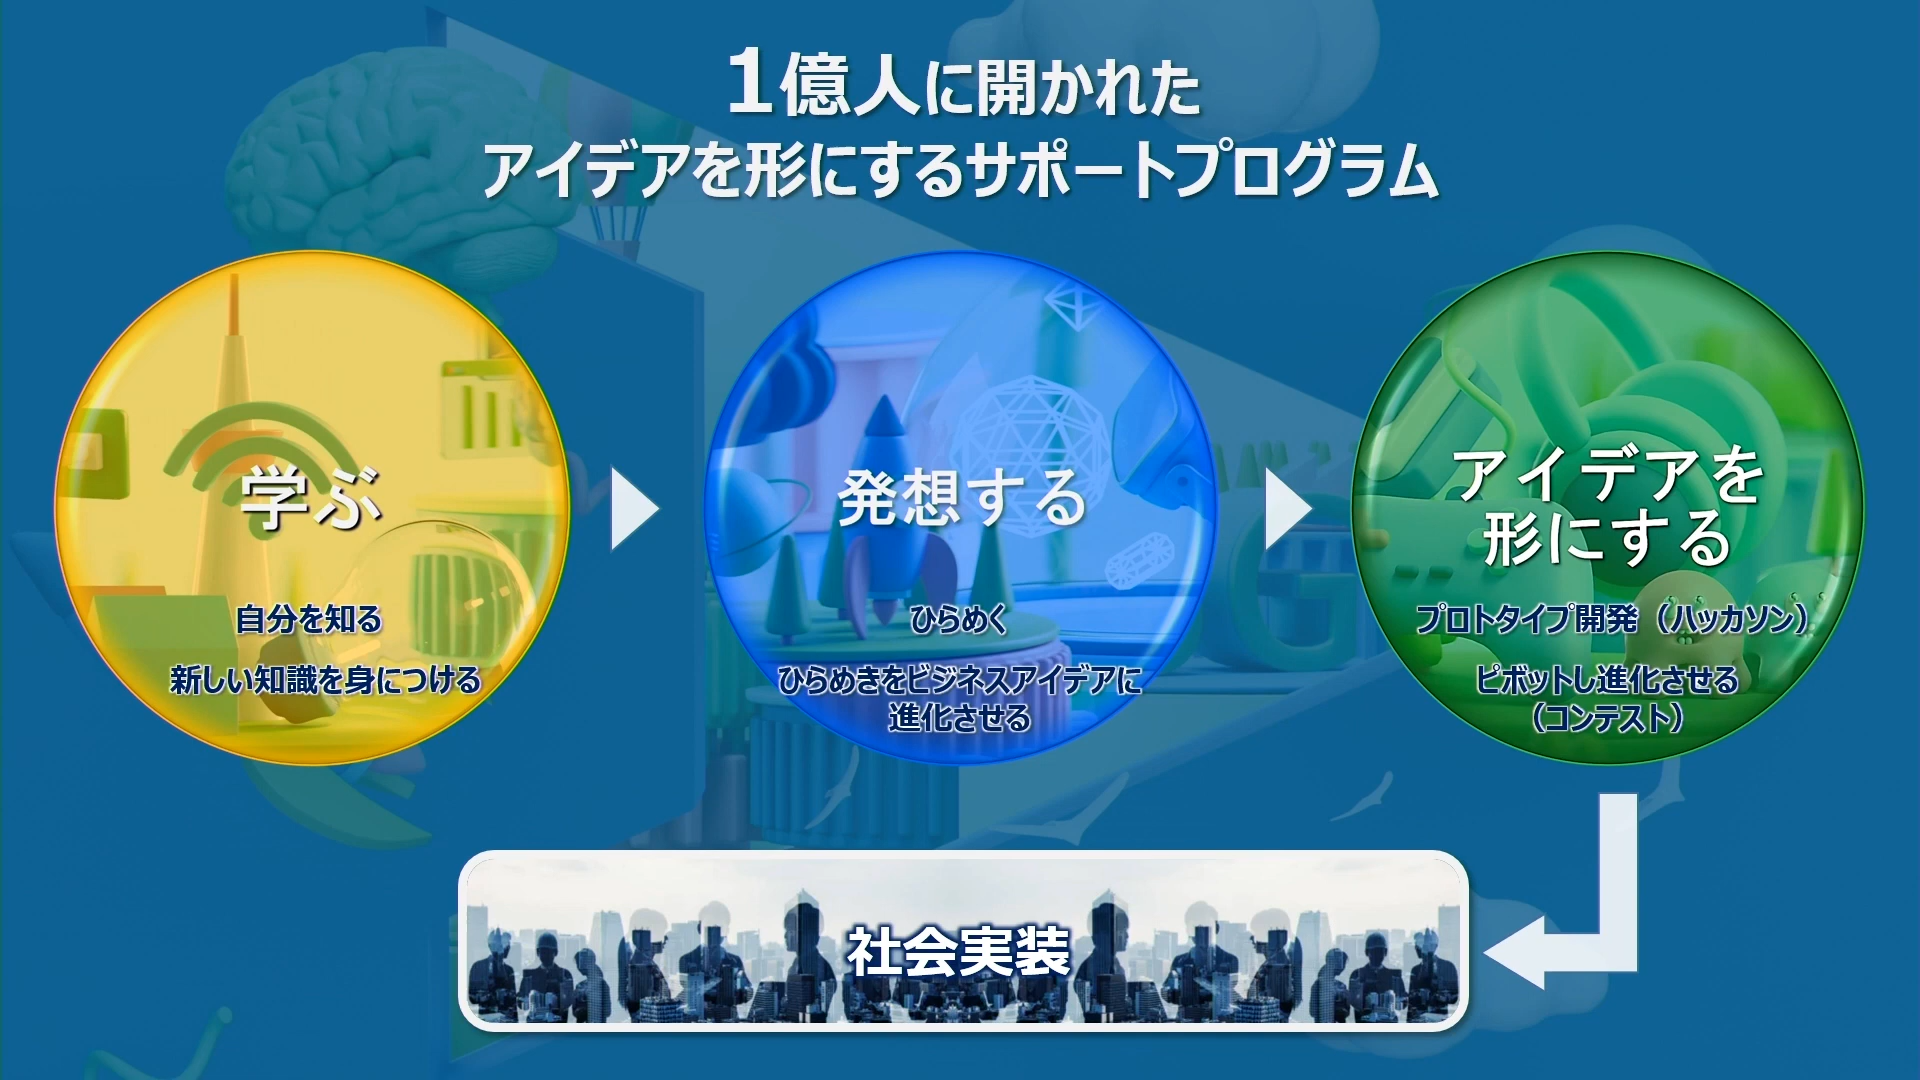 1億人に開かれた
アイデアを形にするサポートプログラム
学ぶ
自分を知る
新しい知識を身につける
発想する
ひらめく
ひらめきをビジネスアイデアに
進化させる
アイデアを
形にする
プロトタイプ開発（ハッカソン）
ピボットし進化させる
（コンテスト）
社会実装